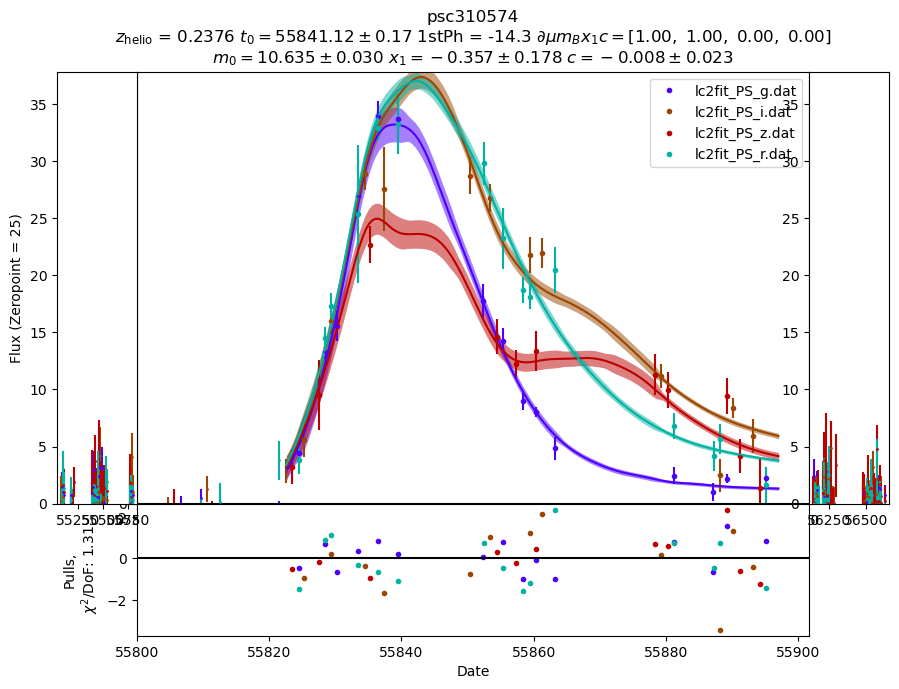 psc310574
z_helio = 0.2376 t_0 = 55841.12 ± 0.17 1stPh = -14.3 ∂μm_Bx_1c = [1.00, 1.00, 0.00, 0.00]
m_0 = 10.635 ± 0.030 x_1 = −0.357 ± 0.178 c = −0.008 ± 0.023
lc2fit_PS_g.dat
lc2fit_PS_i.dat
lc2fit_PS_z.dat
lc2fit_PS_r.dat
Flux (Zeropoint = 25)
35
30
25
20
15
10
5
0
35
30
25
20
15
10
5
0
55250
56250
56500
Pulls,
χ²/DoF: 1.31
0
−2
55800
55820
55840
55860
55880
55900
Date